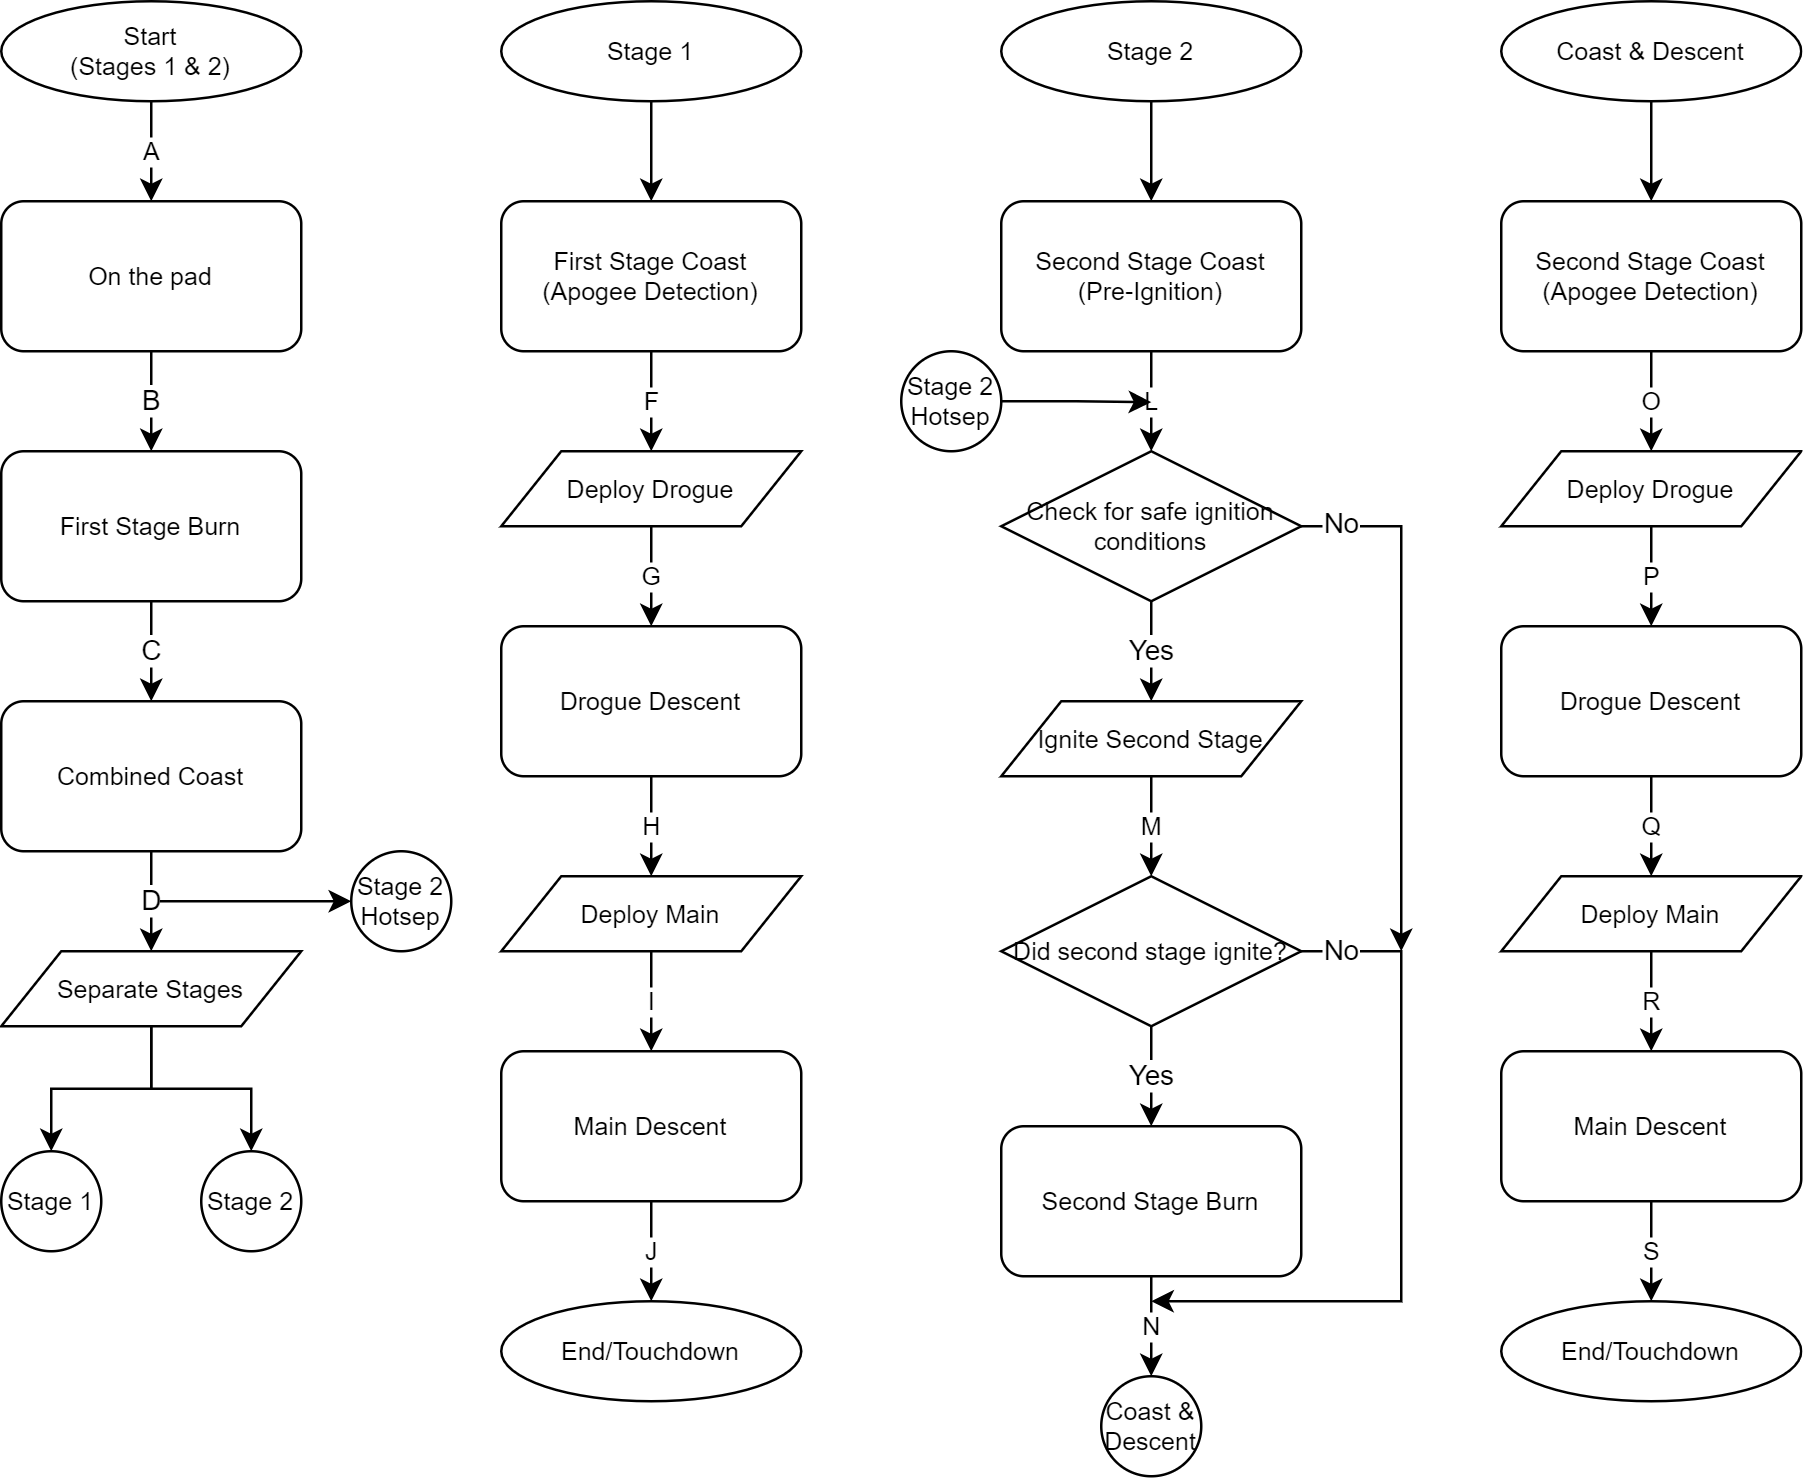 Start
(Stages 1 & 2)
A
On the pad
B
First Stage Burn
C
Combined Coast
D
Stage 2
Hotsep
Separate Stages
Stage 1
Stage 2
Stage 1
First Stage Coast
(Apogee Detection)
F
Deploy Drogue
G
Drogue Descent
H
Deploy Main
I
Main Descent
J
End/Touchdown
Stage 2
Second Stage Coast
(Pre-Ignition)
Stage 2
Hotsep
L
Check for safe ignition
conditions
No
Yes
Ignite Second Stage
M
Did second stage ignite?
No
Yes
Second Stage Burn
N
Coast &
Descent
Coast & Descent
Second Stage Coast
(Apogee Detection)
O
Deploy Drogue
P
Drogue Descent
Q
Deploy Main
R
Main Descent
S
End/Touchdown